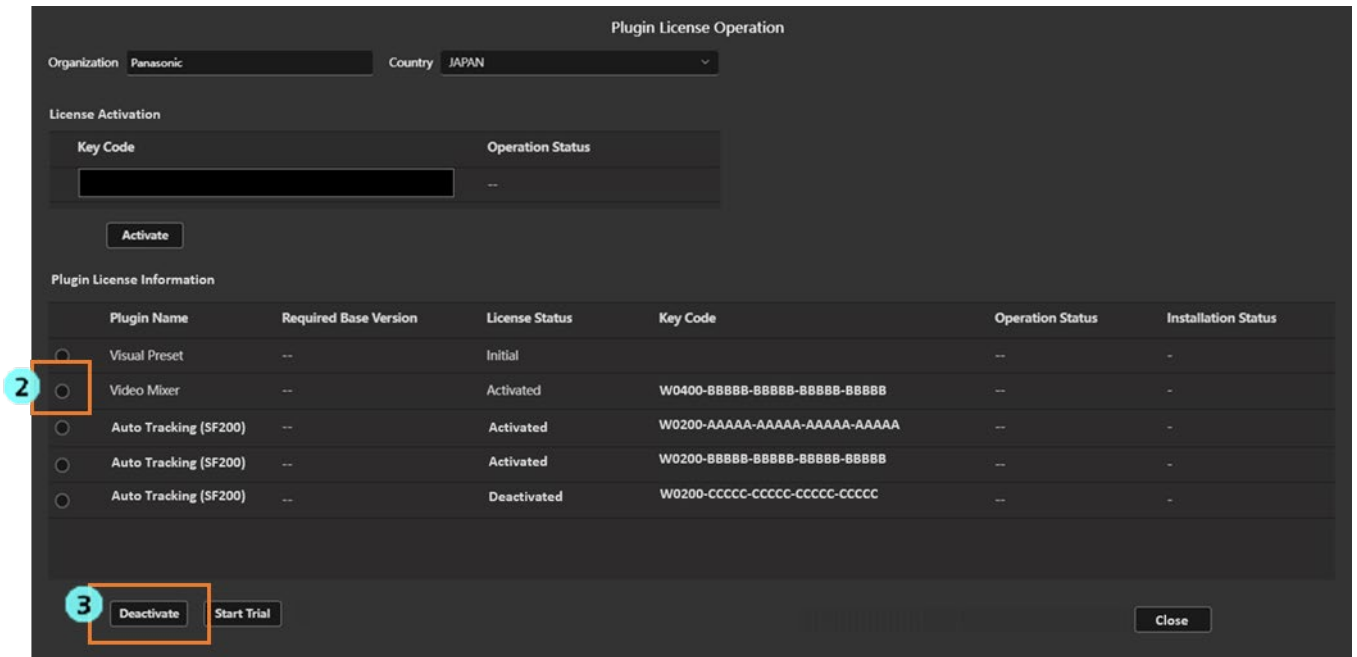 Plugin License Operation
Organization Panasonic Country JAPAN
License Activation
Key Code Operation Status
--
Activate
Plugin License Information
Plugin Name Required Base Version License Status Key Code Operation Status Installation Status
Visual Preset -- Initial -- -
2 Video Mixer -- Activated W0400-BBBBB-BBBBB-BBBBB-BBBBB -- -
Auto Tracking (SF200) -- Activated W0200-AAAAA-AAAAA-AAAAA-AAAAA -- -
Auto Tracking (SF200) -- Activated W0200-BBBBB-BBBBB-BBBBB-BBBBB -- -
Auto Tracking (SF200) -- Deactivated W0200-CCCCC-CCCCC-CCCCC-CCCCC -- -
3 Deactivate Start Trial Close